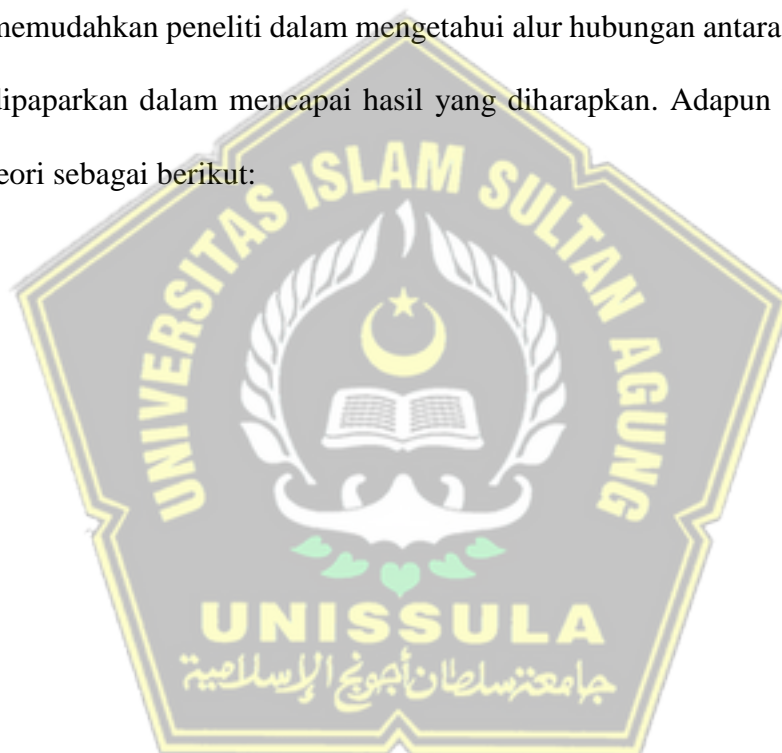 memudahkan peneliti dalam mengetahui alur hubungan antara
dipaparkan dalam mencapai hasil yang diharapkan. Adapun
eori sebagai berikut:
UNIVERSITAS ISLAM SULTAN AGUNG
UNISSULA
جامعة سلطان أجونج الإسلامية